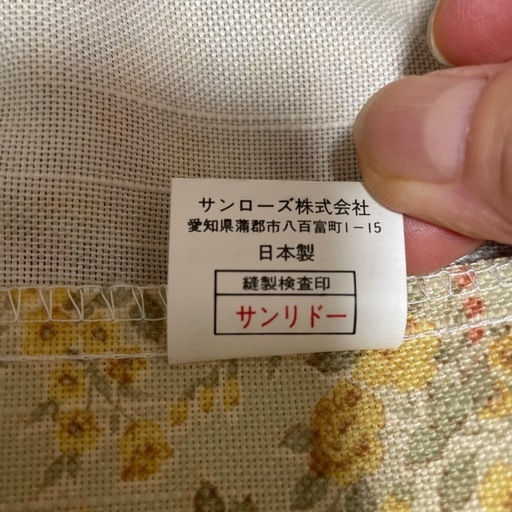 サンローズ株式会社
愛知県蒲郡市八百富町1-15
日本製
縫製検査印
サンリドー